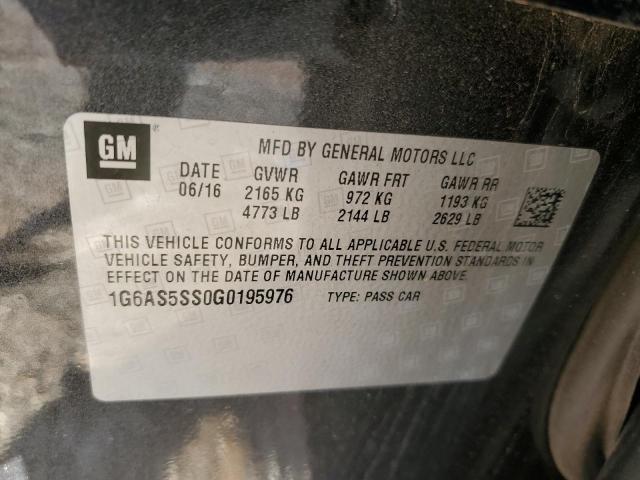 GM
MFD BY GENERAL MOTORS LLC
DATE GVWR GAWR FRT GAWR RR
06/16 2165 KG 972 KG 1193 KG
4773 LB 2144 LB 2629 LB
THIS VEHICLE CONFORMS TO ALL APPLICABLE U.S. FEDERAL MOTOR
VEHICLE SAFETY, BUMPER, AND THEFT PREVENTION STANDARDS IN
EFFECT ON THE DATE OF MANUFACTURE SHOWN ABOVE.
1G6AS5SS0G0195976 TYPE: PASS CAR